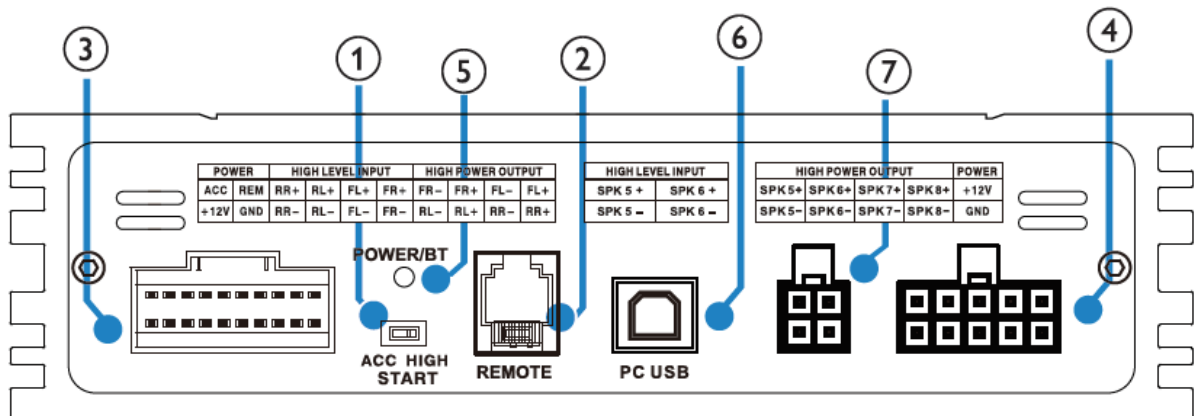 3
1
5
2
6
7
4
POWER HIGH LEVEL INPUT HIGH POWER OUTPUT
ACC REM RR+ RL+ FL+ FR+ FR− FR+ FL− FL+
+12V GND RR− RL− FL− FR− RL− RL+ RR− RR+
HIGH LEVEL INPUT
SPK 5 + SPK 6 +
SPK 5 − SPK 6 −
HIGH POWER OUTPUT POWER
SPK5+ SPK6+ SPK7+ SPK8+ +12V
SPK5− SPK6− SPK7− SPK8− GND
POWER/BT
ACC HIGH
START
REMOTE
PC USB